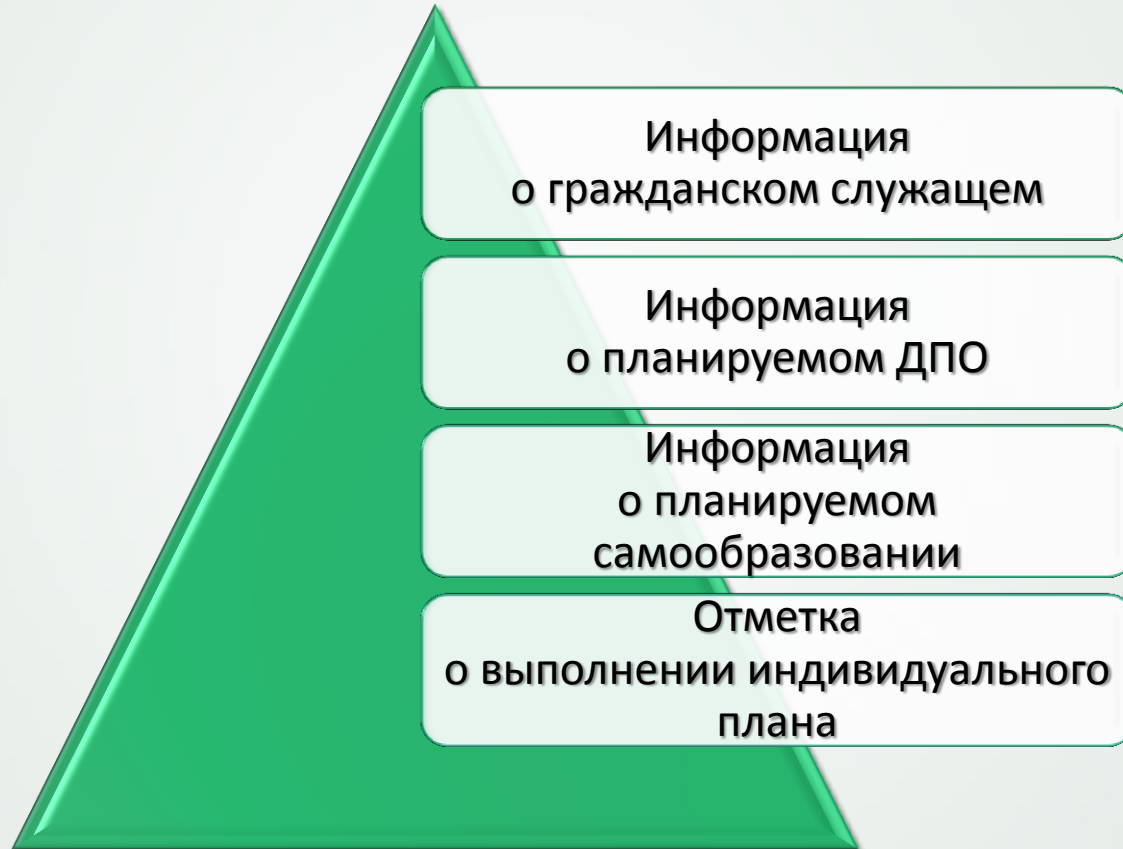 Информация
о гражданском служащем
Информация
о планируемом ДПО
Информация
о планируемом
самообразовании
Отметка
о выполнении индивидуального
плана